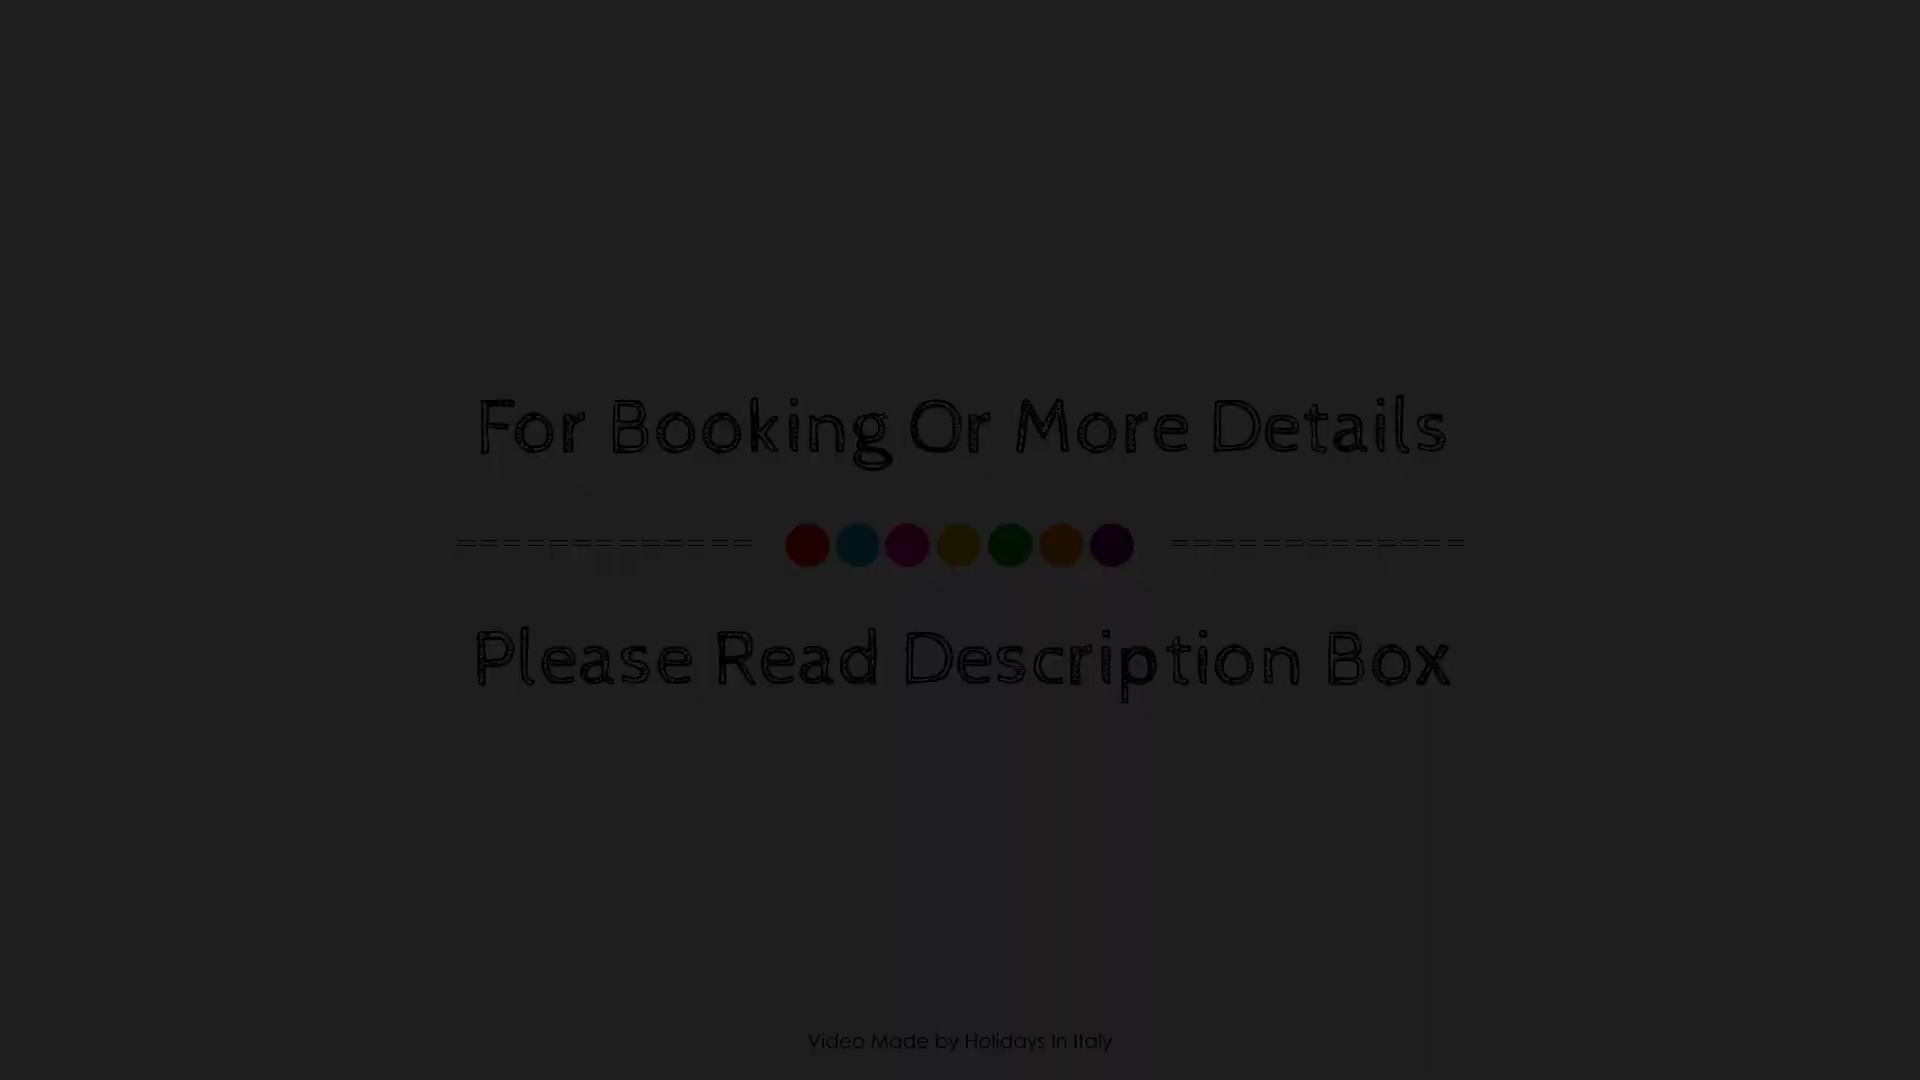 For Booking Or More Details
============= =============
Please Read Description Box
Video Made by Holidays In Italy